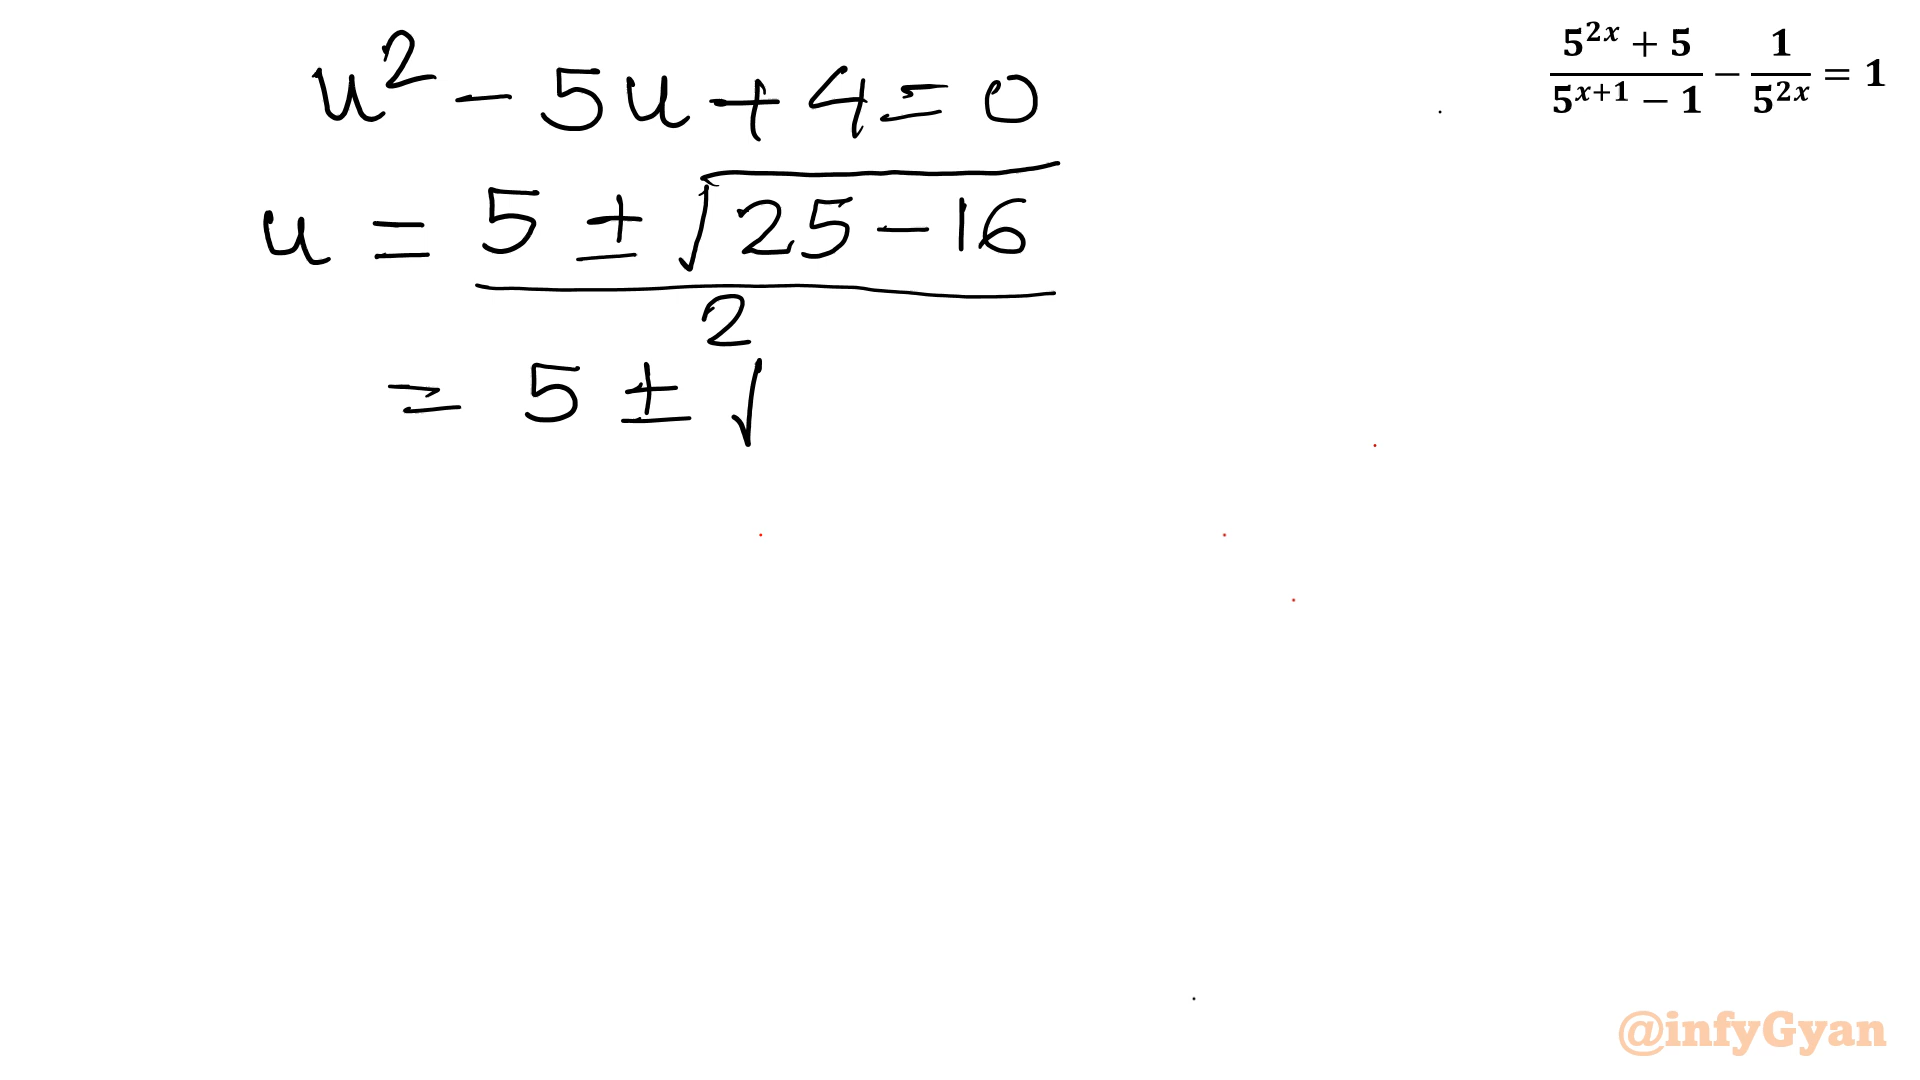 u² - 5u + 4 = 0
u = (5 ± √(25 - 16)) / 2
= 5 ± √
(5^(2x) + 5) / (5^(x+1) - 1) - 1 / 5^(2x) = 1
@infyGyan